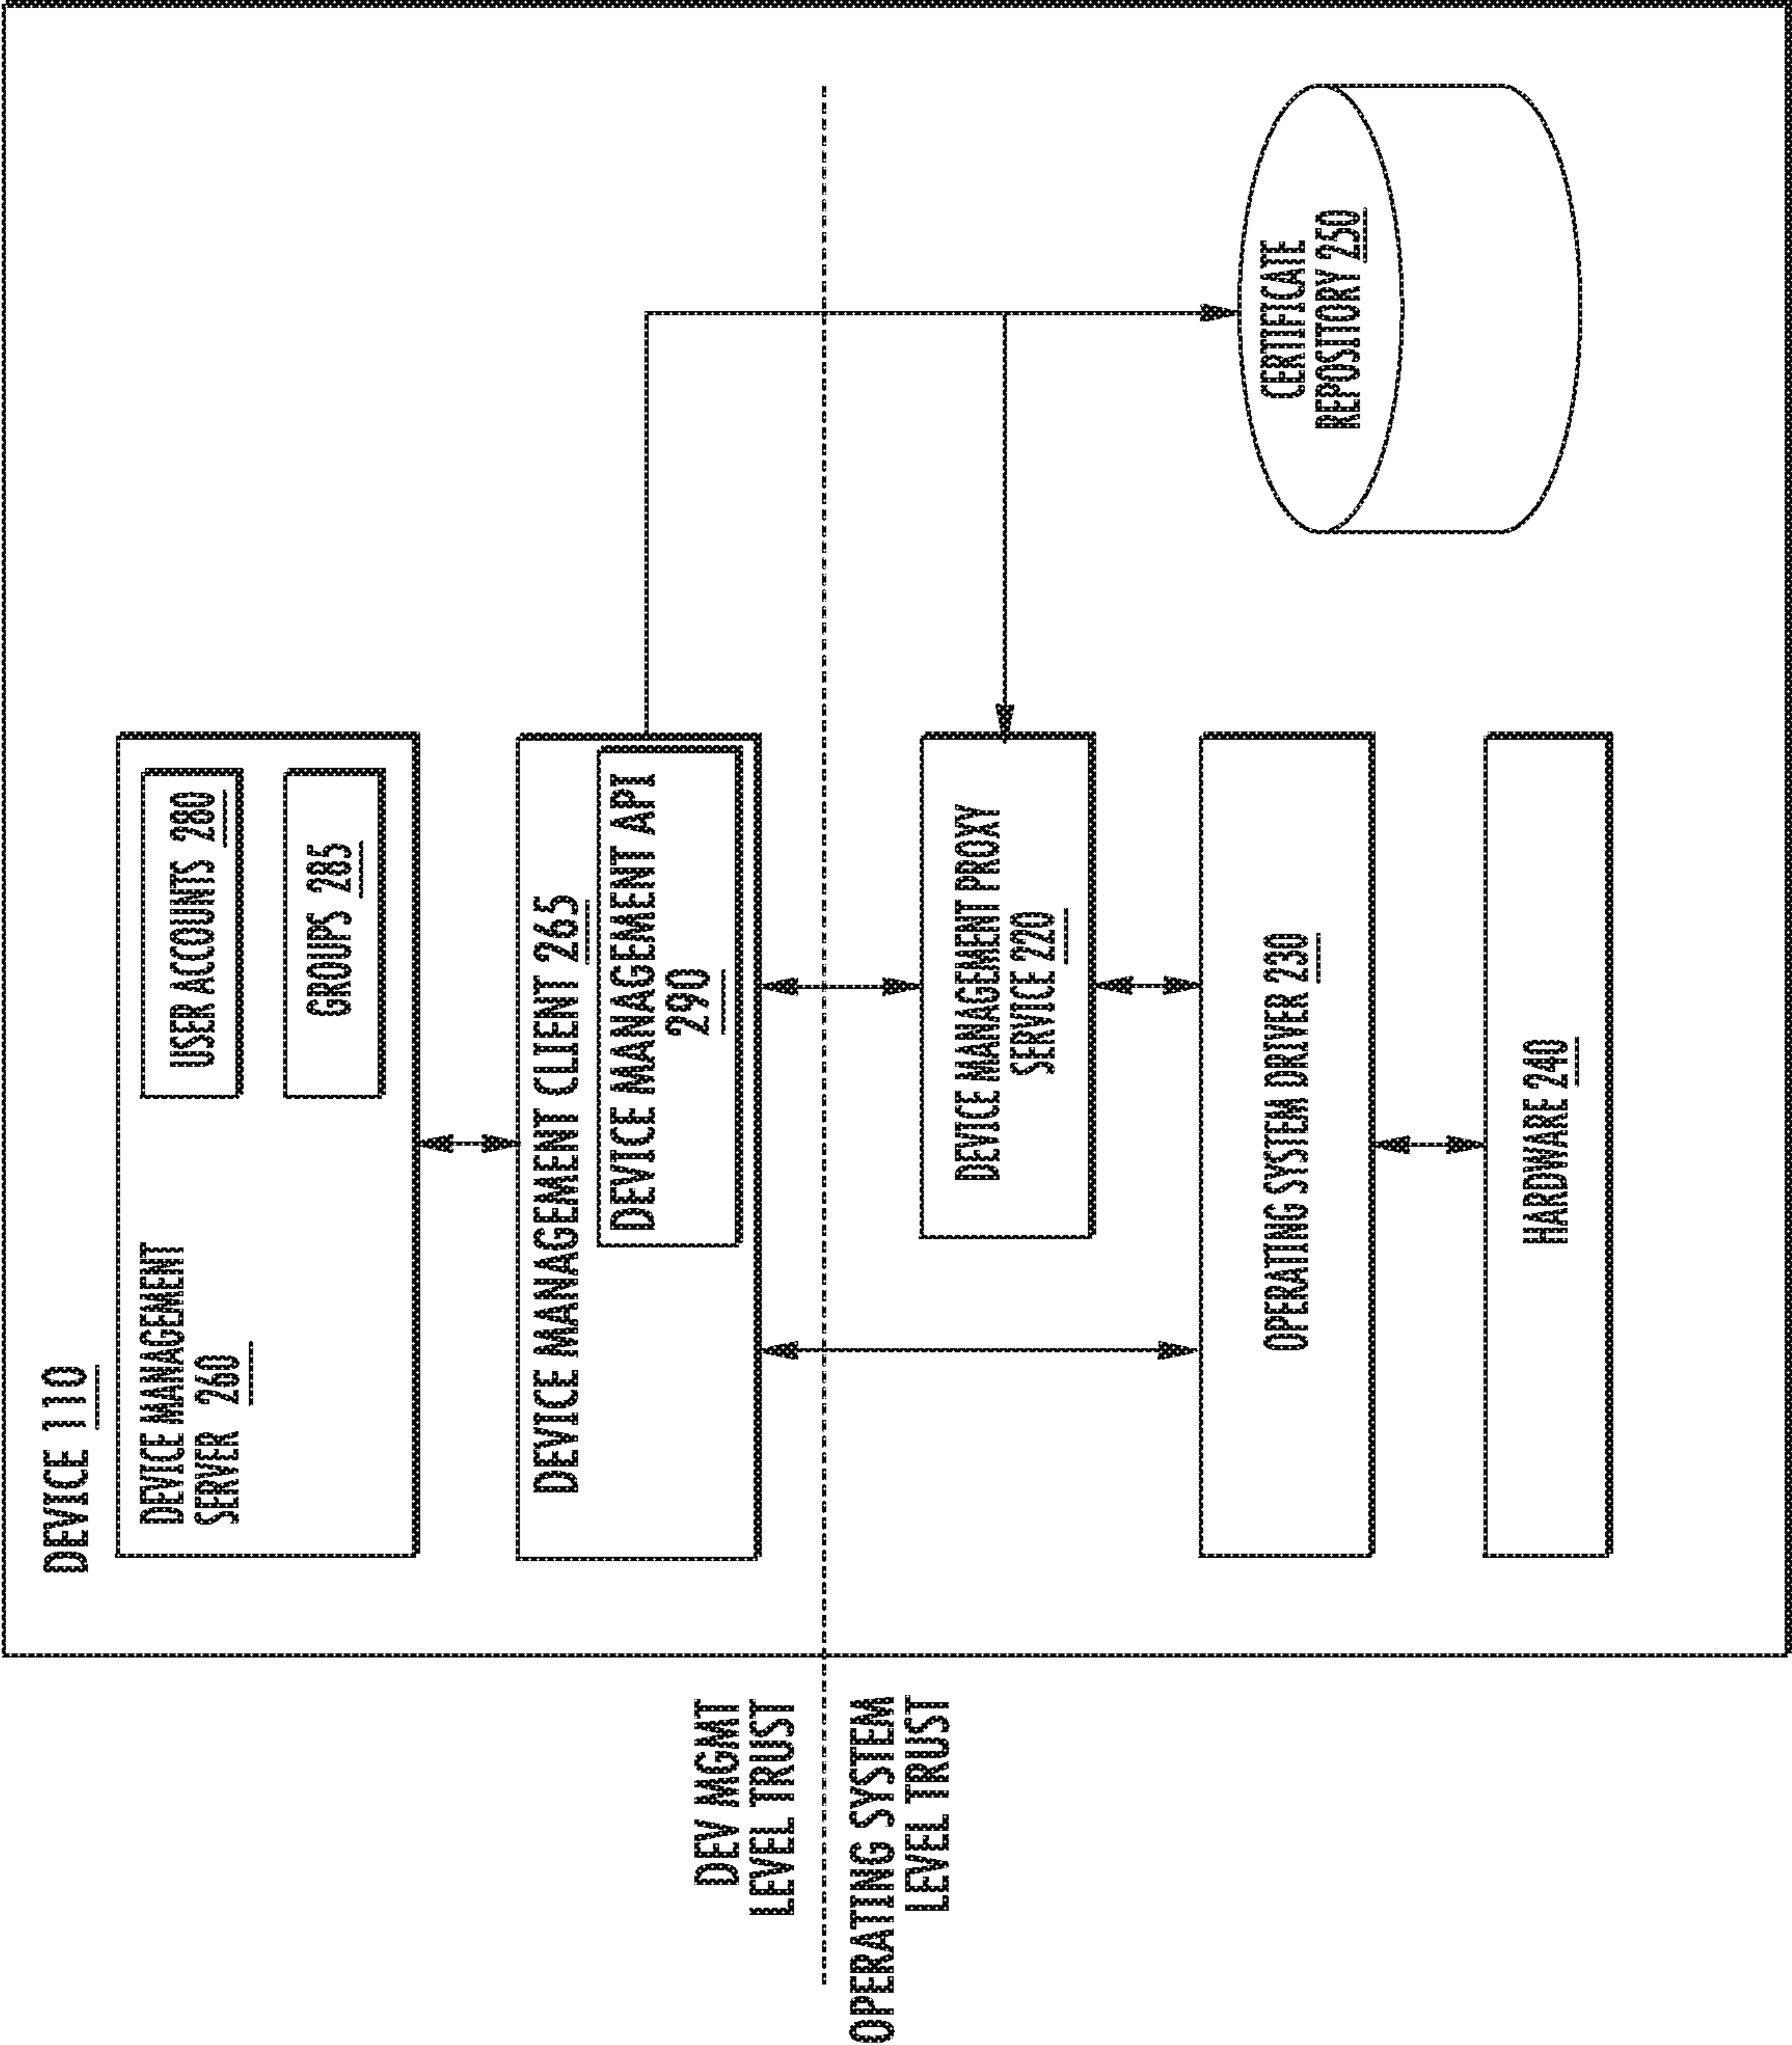 DEVICE 110
DEVICE MANAGEMENT
SERVER 260
USER ACCOUNTS 280
GROUPS 285
DEVICE MANAGEMENT CLIENT 265
DEVICE MANAGEMENT API
290
DEV MGMT
LEVEL TRUST
OPERATING SYSTEM
LEVEL TRUST
DEVICE MANAGEMENT PROXY
SERVICE 220
OPERATING SYSTEM DRIVER 230
HARDWARE 240
CERTIFICATE
REPOSITORY 250